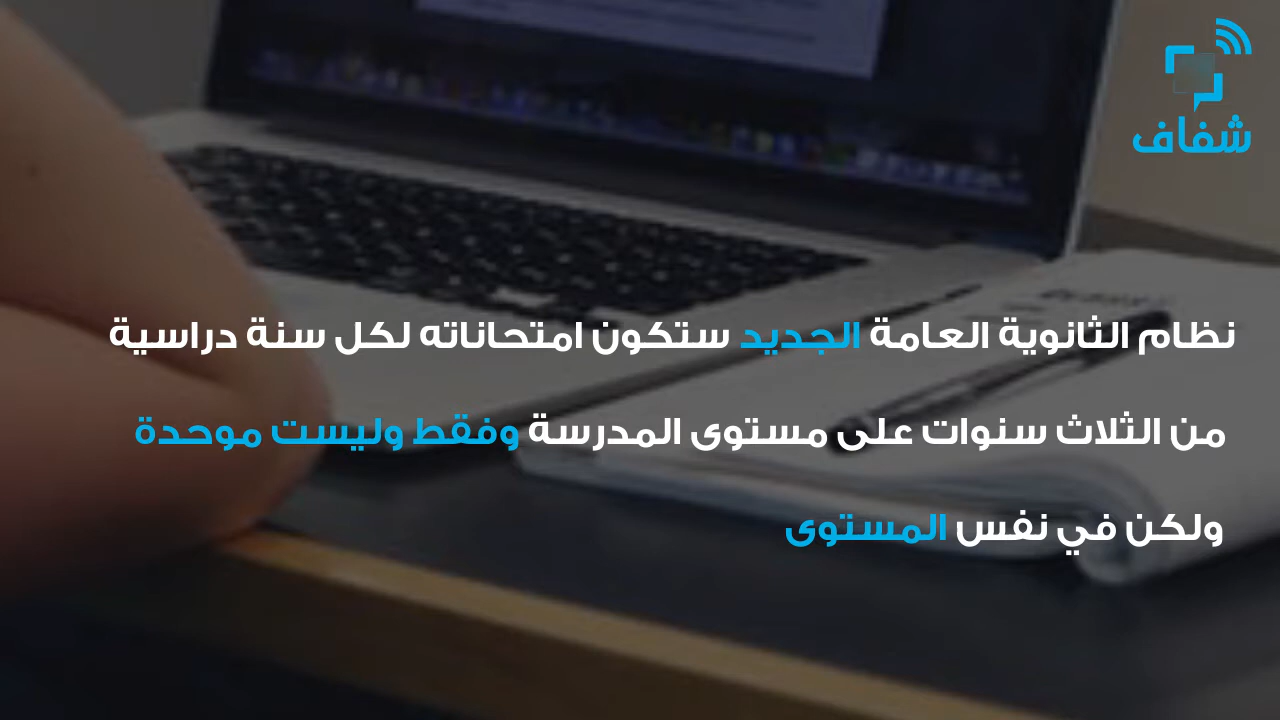 شفاف
نظام الثانوية العامة الجديد ستكون امتحاناته لكل سنة دراسية
من الثلاث سنوات على مستوى المدرسة وفقط وليست موحدة
ولكن في نفس المستوى